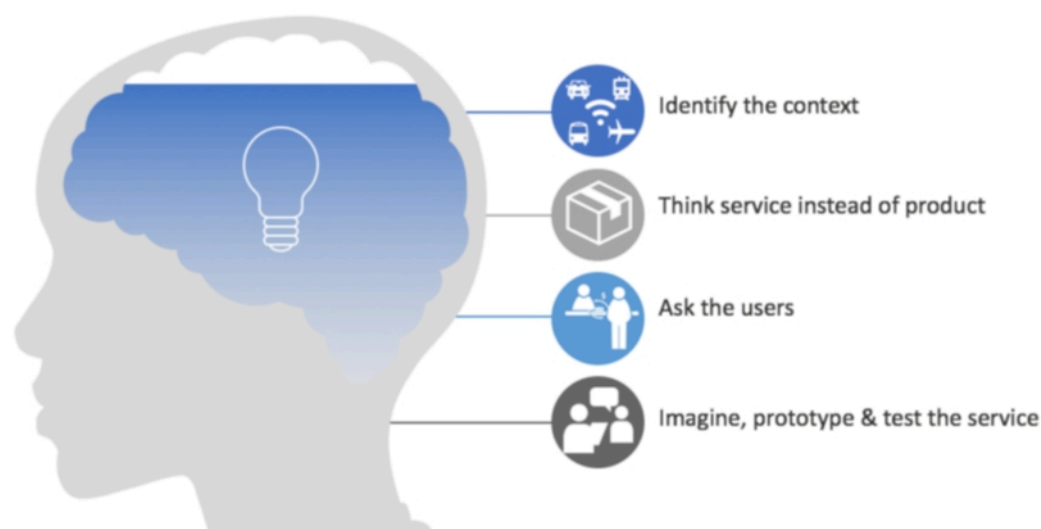 Identify the context
Think service instead of product
Ask the users
Imagine, prototype & test the service